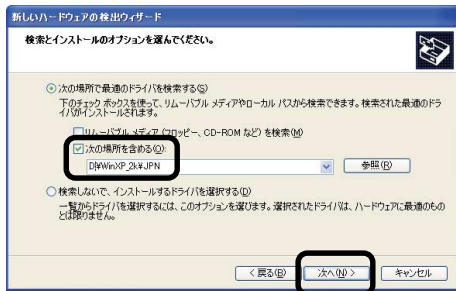 新しいハードウェアの検出ウィザード
検索とインストールのオプションを選んでください。
次の場所で最適のドライバを検索する(S)
下のチェック ボックスを使って、リムーバブル メディアやローカル パスから検索できます。検索された最適のドラ
イバがインストールされます。
リムーバブル メディア (フロッピー、CD-ROM など) を検索(M)
次の場所を含める(O):
D¥WinXP_2k¥JPN
参照(R)
検索しないで、インストールするドライバを選択する(D)
一覧からドライバを選択するには、このオプションを選びます。選択されたドライバは、ハードウェアに最適のもの
とは限りません。
< 戻る(B)
次へ(N) >
キャンセル